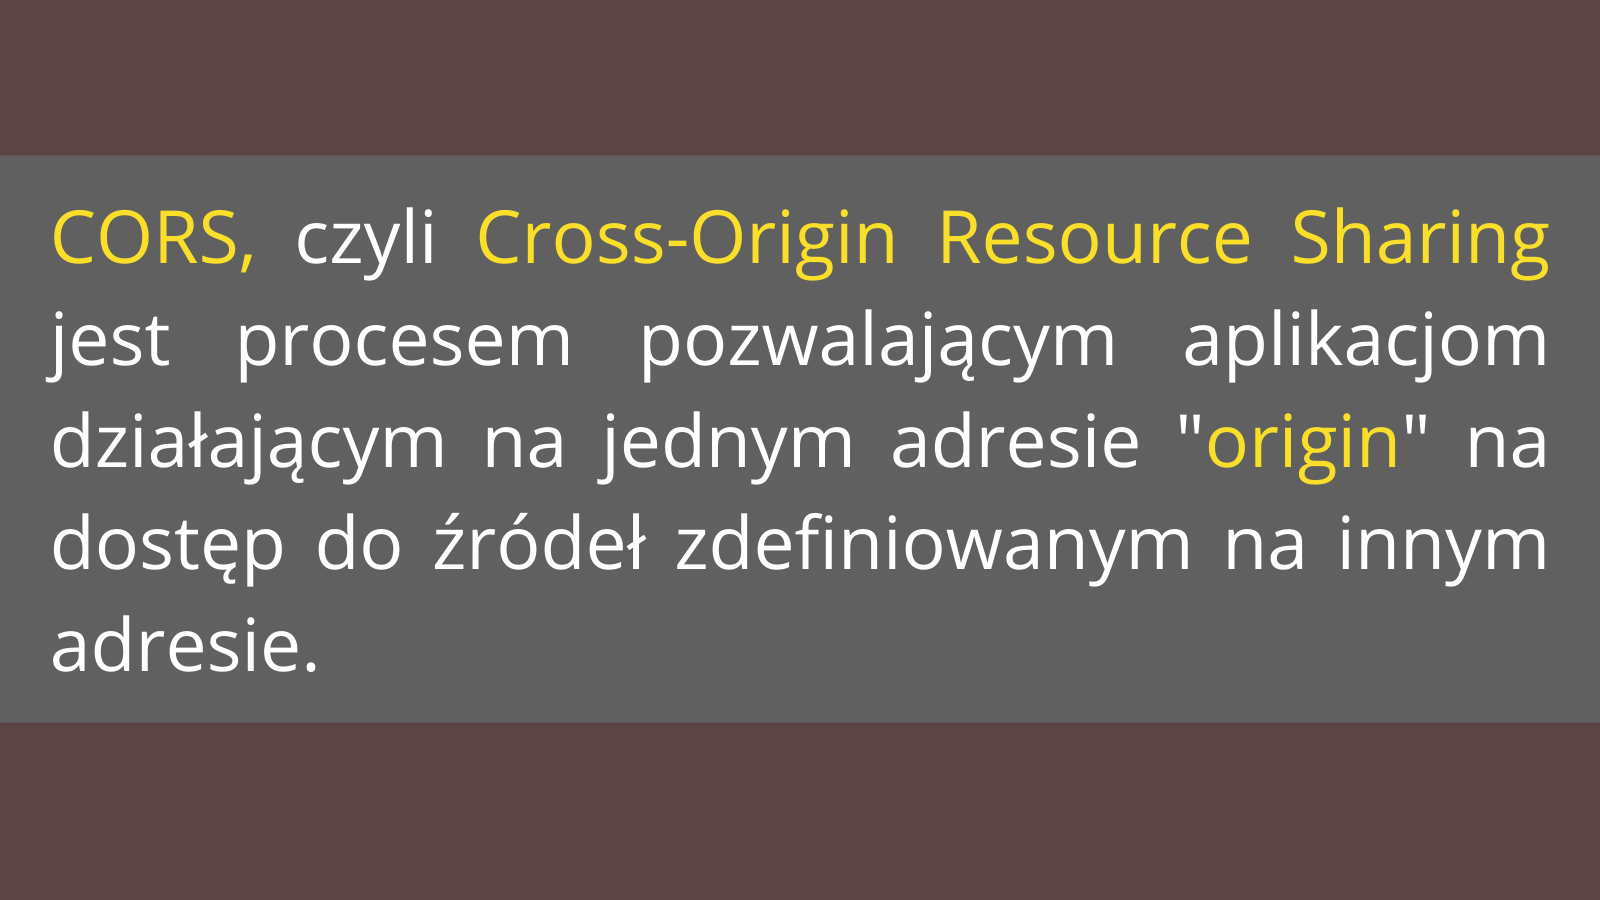 CORS, czyli Cross-Origin Resource Sharing
jest procesem pozwalającym aplikacjom
działającym na jednym adresie "origin" na
dostęp do źródeł zdefiniowanym na innym
adresie.